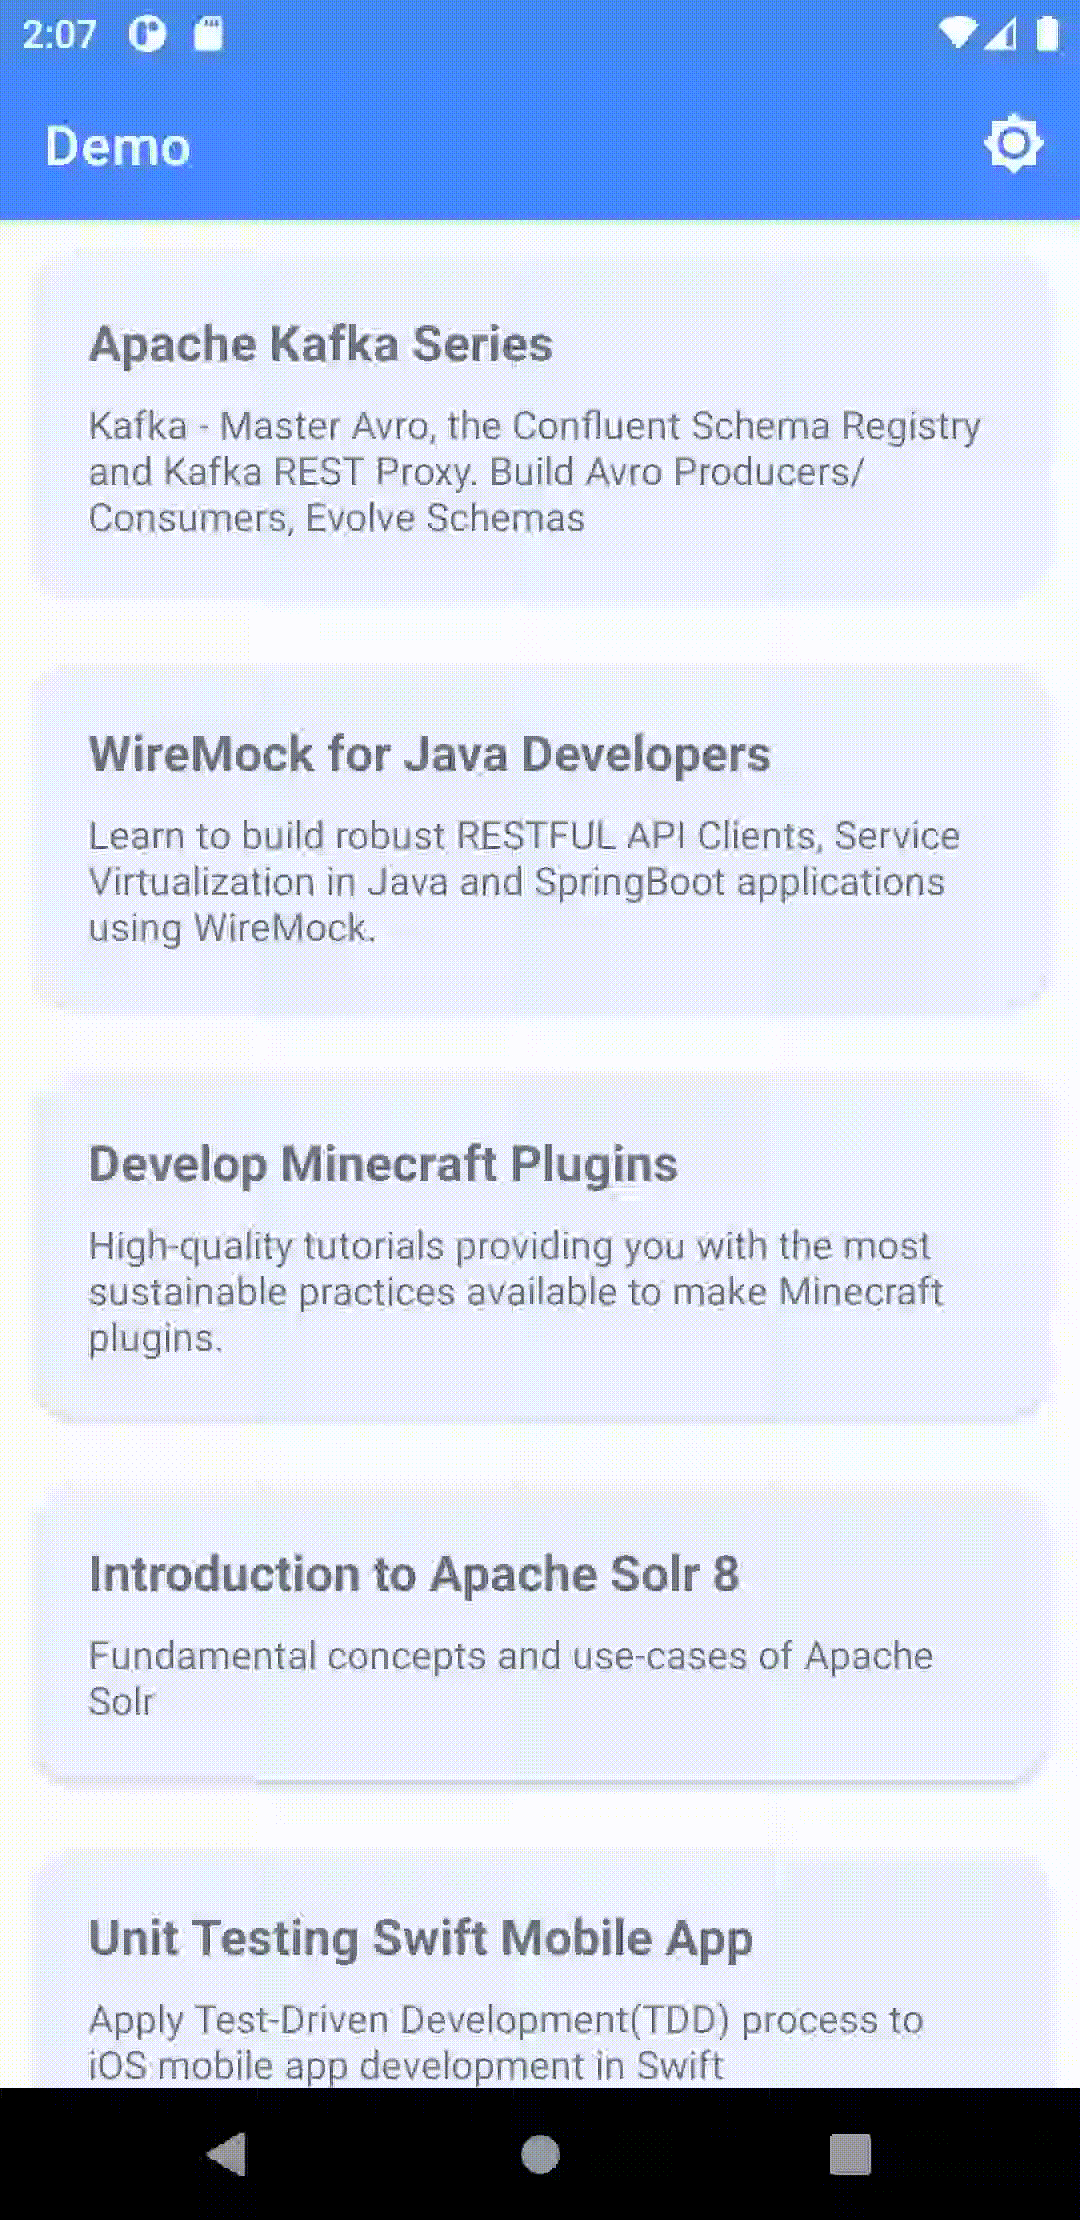 2:07
Demo
Apache Kafka Series
Kafka - Master Avro, the Confluent Schema Registry
and Kafka REST Proxy. Build Avro Producers/
Consumers, Evolve Schemas
WireMock for Java Developers
Learn to build robust RESTFUL API Clients, Service
Virtualization in Java and SpringBoot applications
using WireMock.
Develop Minecraft Plugins
High-quality tutorials providing you with the most
sustainable practices available to make Minecraft
plugins.
Introduction to Apache Solr 8
Fundamental concepts and use-cases of Apache
Solr
Unit Testing Swift Mobile App
Apply Test-Driven Development(TDD) process to
iOS mobile app development in Swift